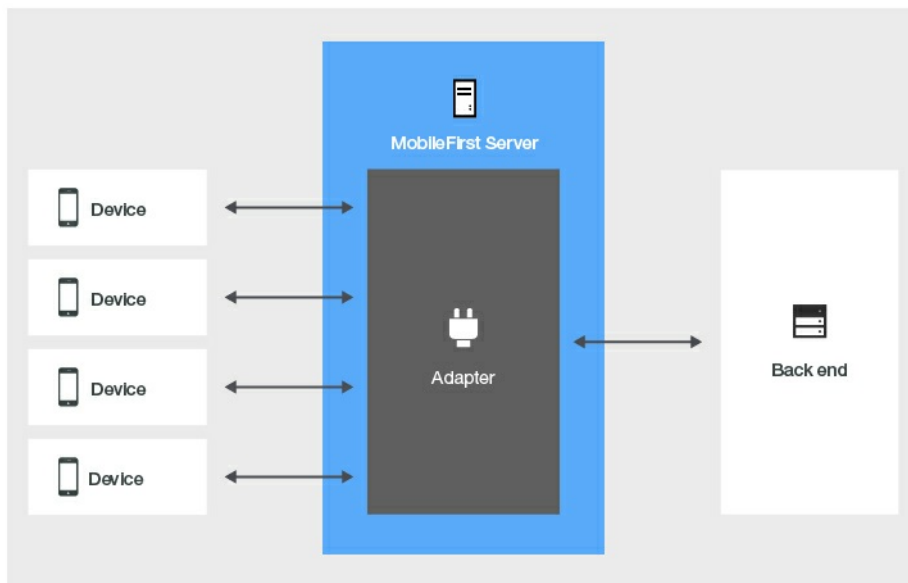 MobileFirst Server
Device
Device
Device
Device
Adapter
Back end